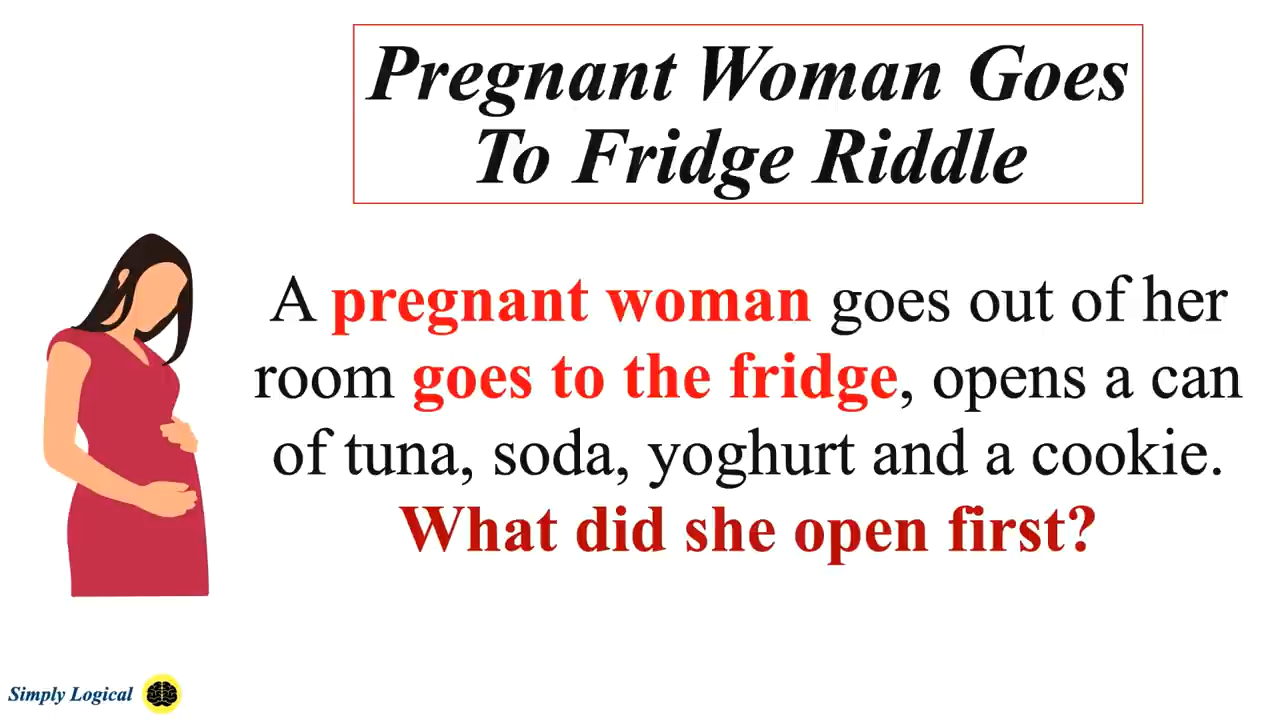 Pregnant Woman Goes
To Fridge Riddle
A pregnant woman goes out of her
room goes to the fridge, opens a can
of tuna, soda, yoghurt and a cookie.
What did she open first?
Simply Logical